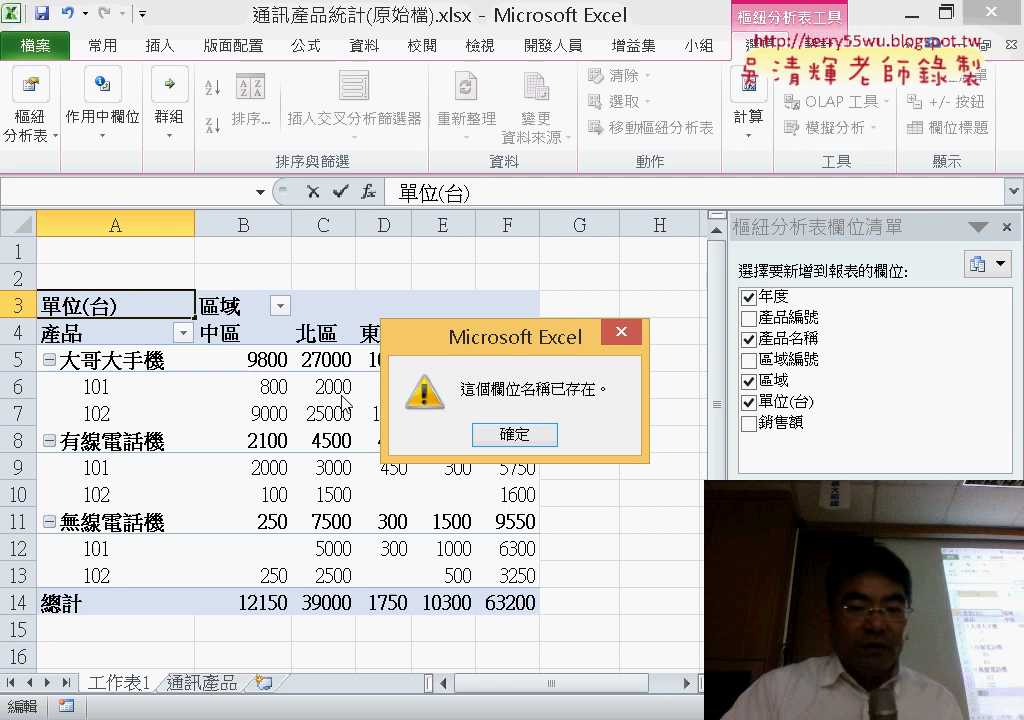 通訊產品統計(原始檔).xlsx - Microsoft Excel
樞紐分析表工具
http://terry55wu.blogspot.tw
吳清輝老師錄製
檔案 常用 插入 版面配置 公式 資料 校閱 檢視 開發人員 增益集 小組
樞紐分析表 作用中欄位 群組 排序... 插入交叉分析篩選器 重新整理 變更資料來源 清除 選取 移動樞紐分析表 計算 OLAP 工具 模擬分析 +/- 按鈕 欄位標題
排序與篩選 資料 動作 工具 顯示
fx 單位(台)
A B C D E F G H
1
2
3 單位(台) 區域
4 產品 中區 北區 東
5 大哥大手機 9800 27000
6 101 800 2000
7 102 9000 25000
8 有線電話機 2100 4500
9 101 2000 3000 450 300 5750
10 102 100 1500 1600
11 無線電話機 250 7500 300 1500 9550
12 101 5000 300 1000 6300
13 102 250 2500 500 3250
14 總計 12150 39000 1750 10300 63200
15
16
Microsoft Excel
這個欄位名稱已存在。
確定
樞紐分析表欄位清單
選擇要新增到報表的欄位:
年度
產品編號
產品名稱
區域編號
區域
單位(台)
銷售額
工作表1 通訊產品
編輯